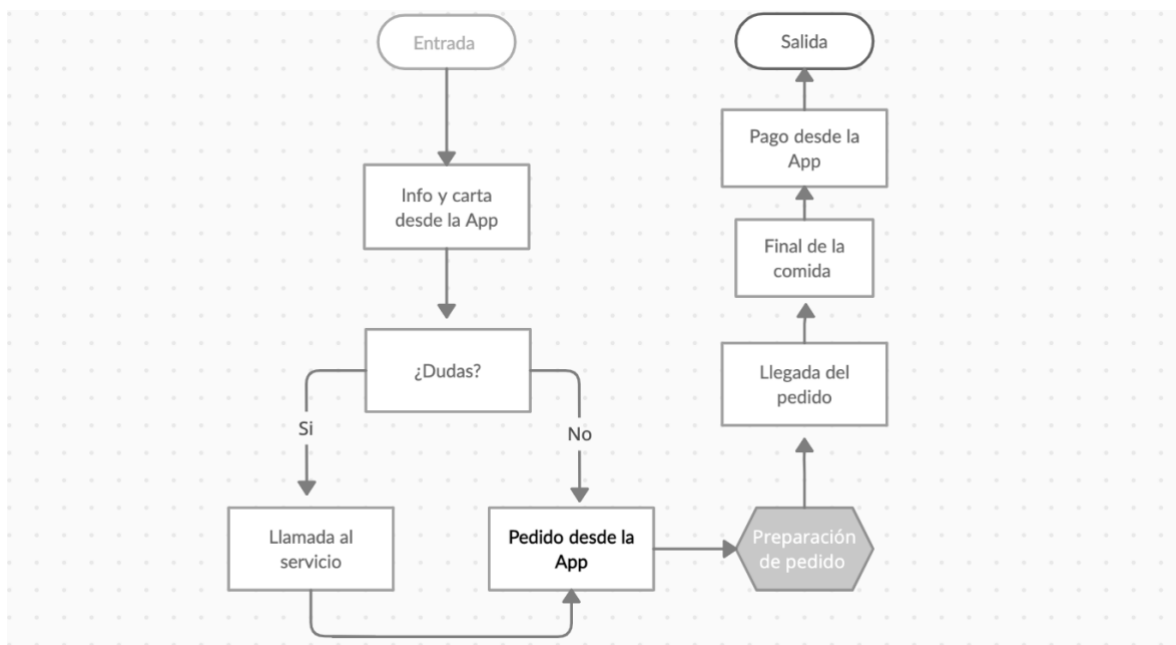 Entrada
Info y carta
desde la App
¿Dudas?
Si
No
Llamada al
servicio
Pedido desde la
App
Preparación
de pedido
Llegada del
pedido
Final de la
comida
Pago desde la
App
Salida